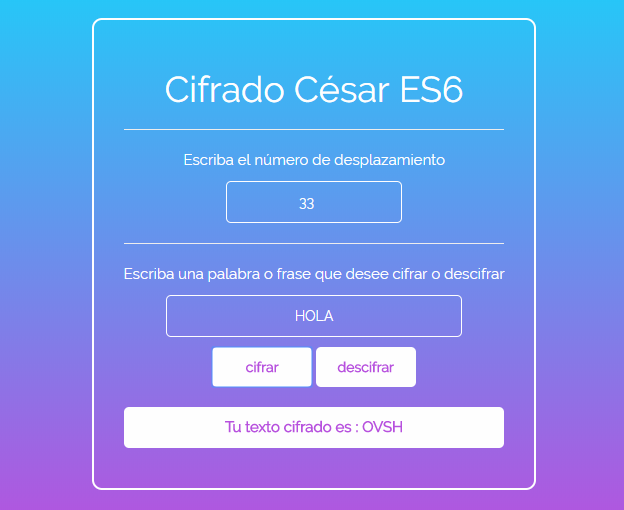 Cifrado César ES6
Escriba el número de desplazamiento
33
Escriba una palabra o frase que desee cifrar o descifrar
HOLA
cifrar descifrar
Tu texto cifrado es : OVSH